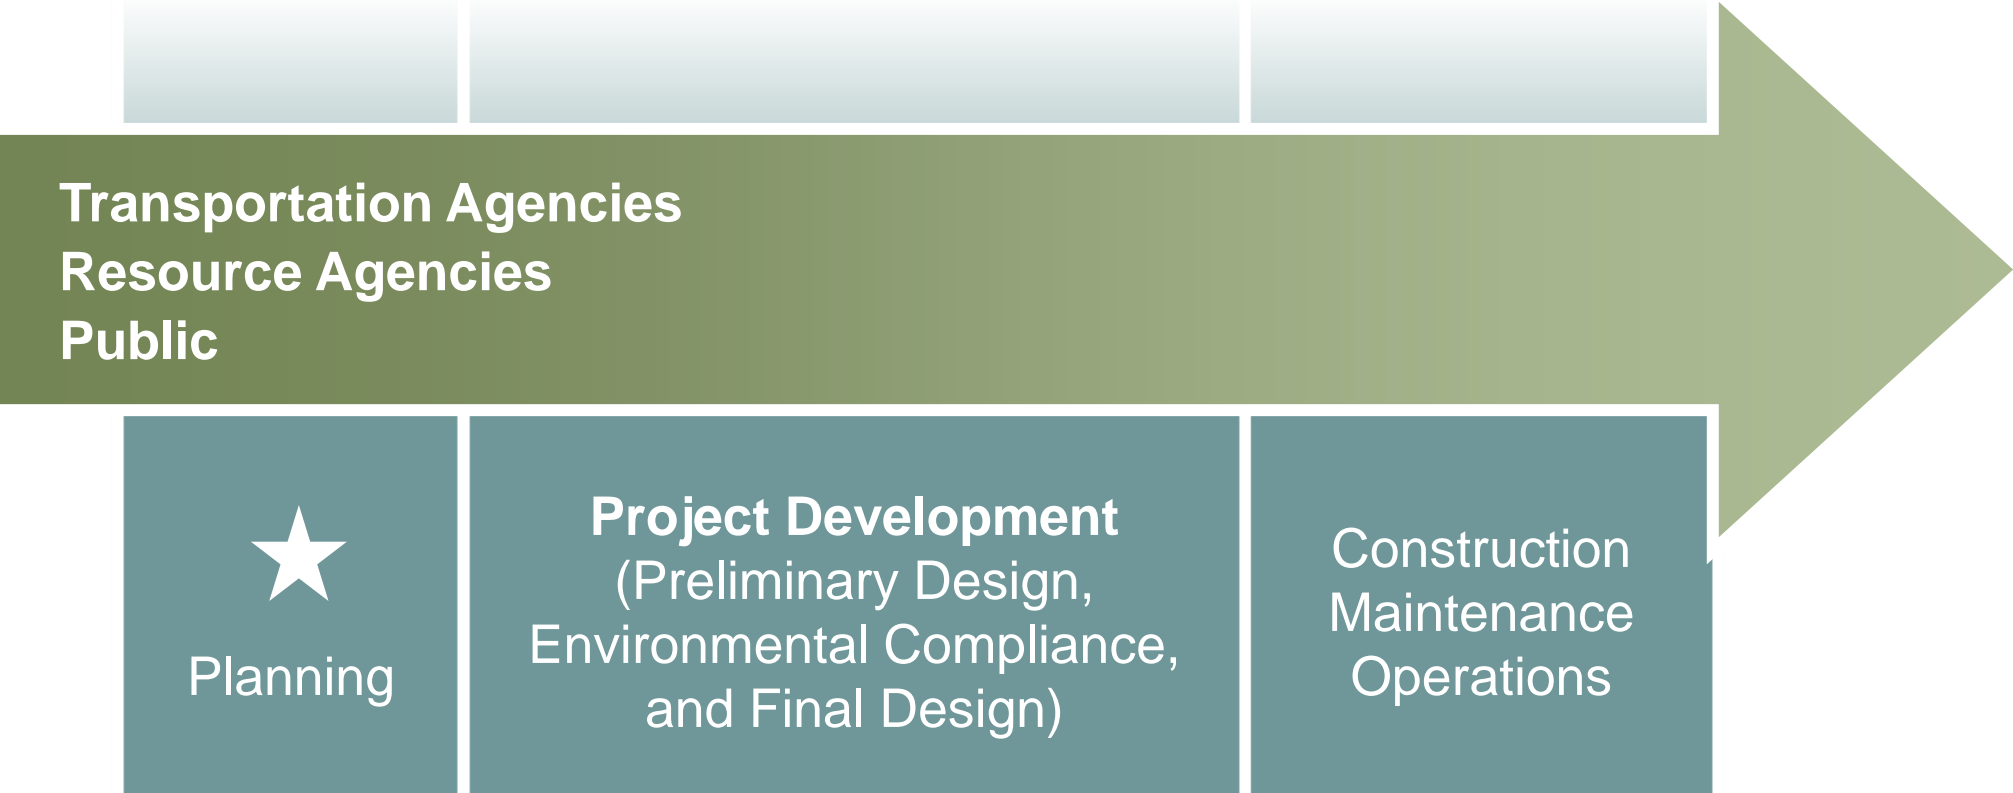 Transportation Agencies
Resource Agencies
Public
Planning
Project Development
(Preliminary Design,
Environmental Compliance,
and Final Design)
Construction
Maintenance
Operations